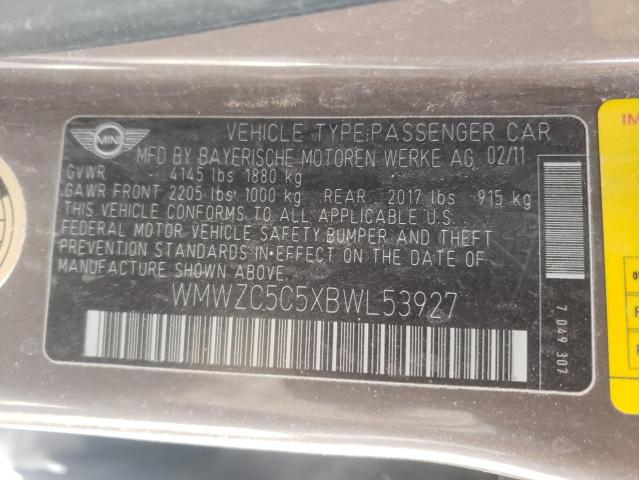 MINI
VEHICLE TYPE:PASSENGER CAR
MFD BY BAYERISCHE MOTOREN WERKE AG 02/11
GVWR 4145 lbs 1880 kg
GAWR FRONT 2205 lbs 1000 kg REAR 2017 lbs 915 kg
THIS VEHICLE CONFORMS TO ALL APPLICABLE U.S.
FEDERAL MOTOR VEHICLE SAFETY,BUMPER AND THEFT
PREVENTION STANDARDS IN•EFFECT ON THE DATE OF
MANUFACTURE SHOWN ABOVE.
WMWZC5C5XBWL53927
7 049 307
IM